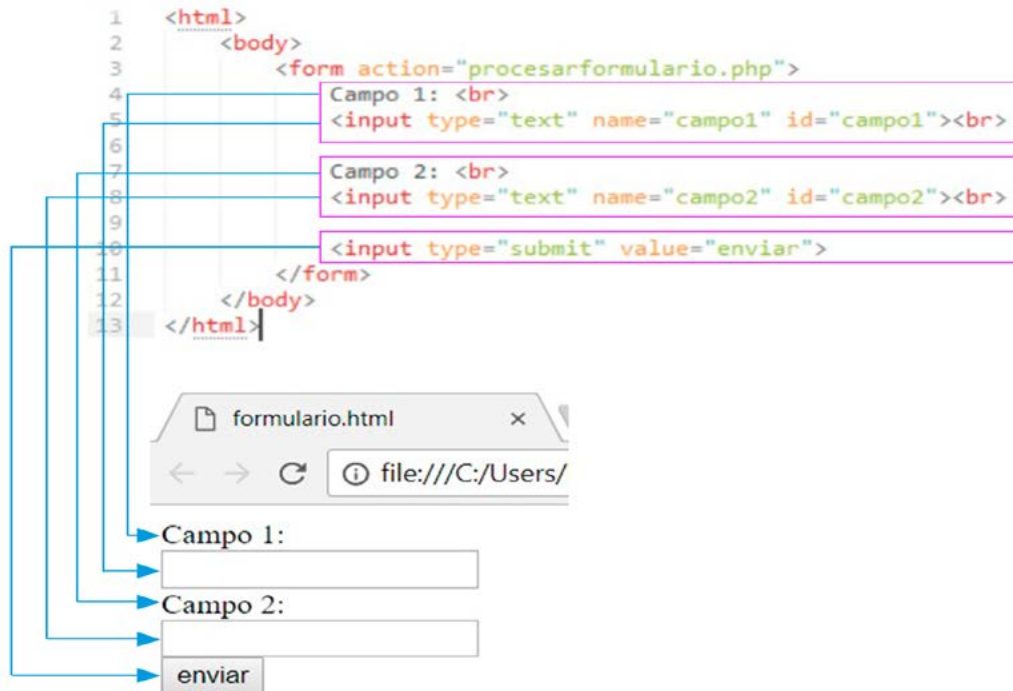 1 <html>
2 <body>
3 <form action="procesarformulario.php">
4 Campo 1: <br>
5 <input type="text" name="campo1" id="campo1"><br>
6
7 Campo 2: <br>
8 <input type="text" name="campo2" id="campo2"><br>
9
10 <input type="submit" value="enviar">
11 </form>
12 </body>
13 </html>
formulario.html
file:///C:/Users/
Campo 1:
Campo 2:
enviar